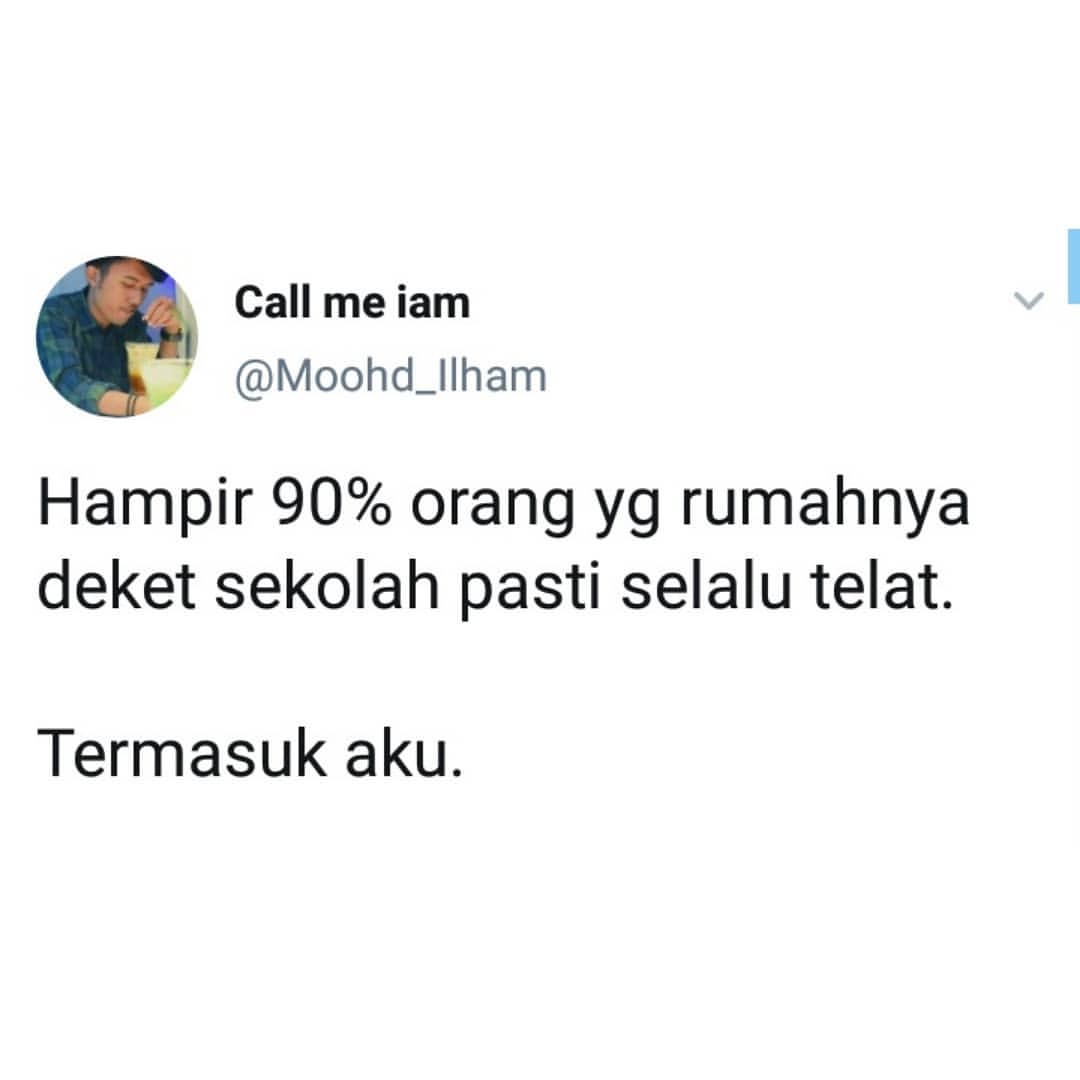 Call me iam
@Moohd_Ilham
Hampir 90% orang yg rumahnya
deket sekolah pasti selalu telat.
Termasuk aku.